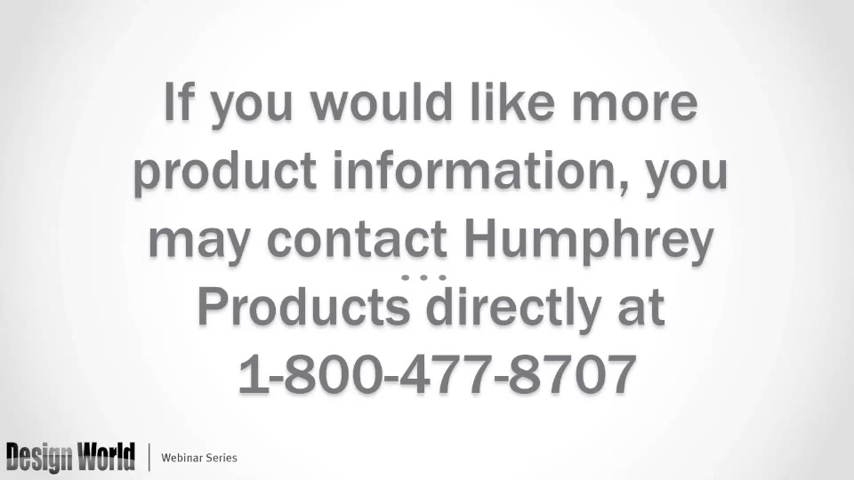 If you would like more
product information, you
may contact Humphrey
...
Products directly at
1-800-477-8707
Design World | Webinar Series